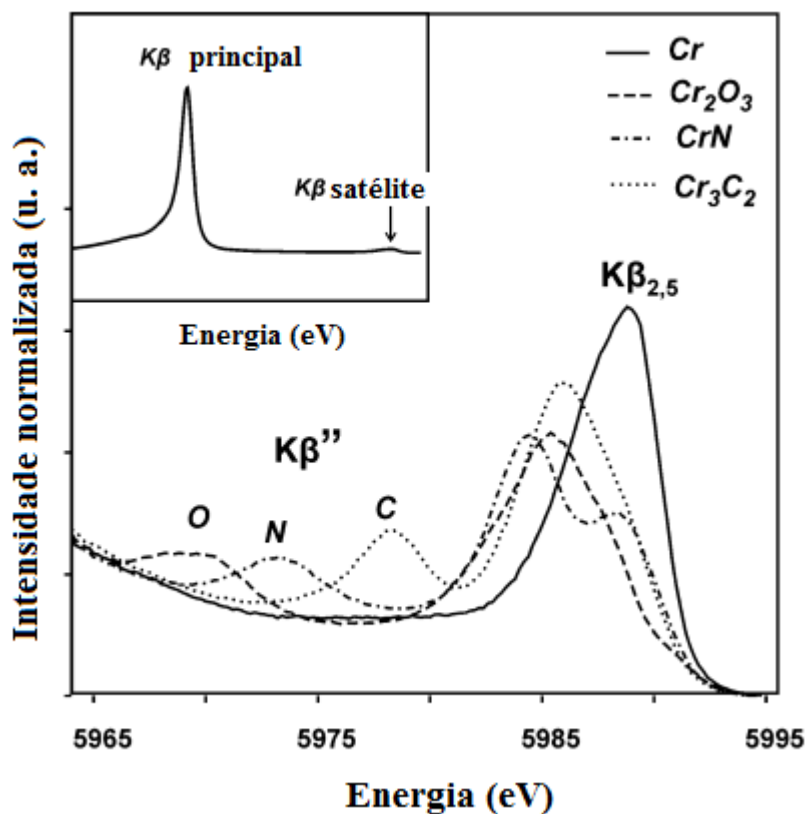 Kβ principal
Kβ satélite
Energia (eV)
Cr
Cr₂O₃
CrN
Cr₃C₂
Kβ₂,₅
Kβ”
O
N
C
Intensidade normalizada (u. a.)
5965
5975
5985
5995
Energia (eV)